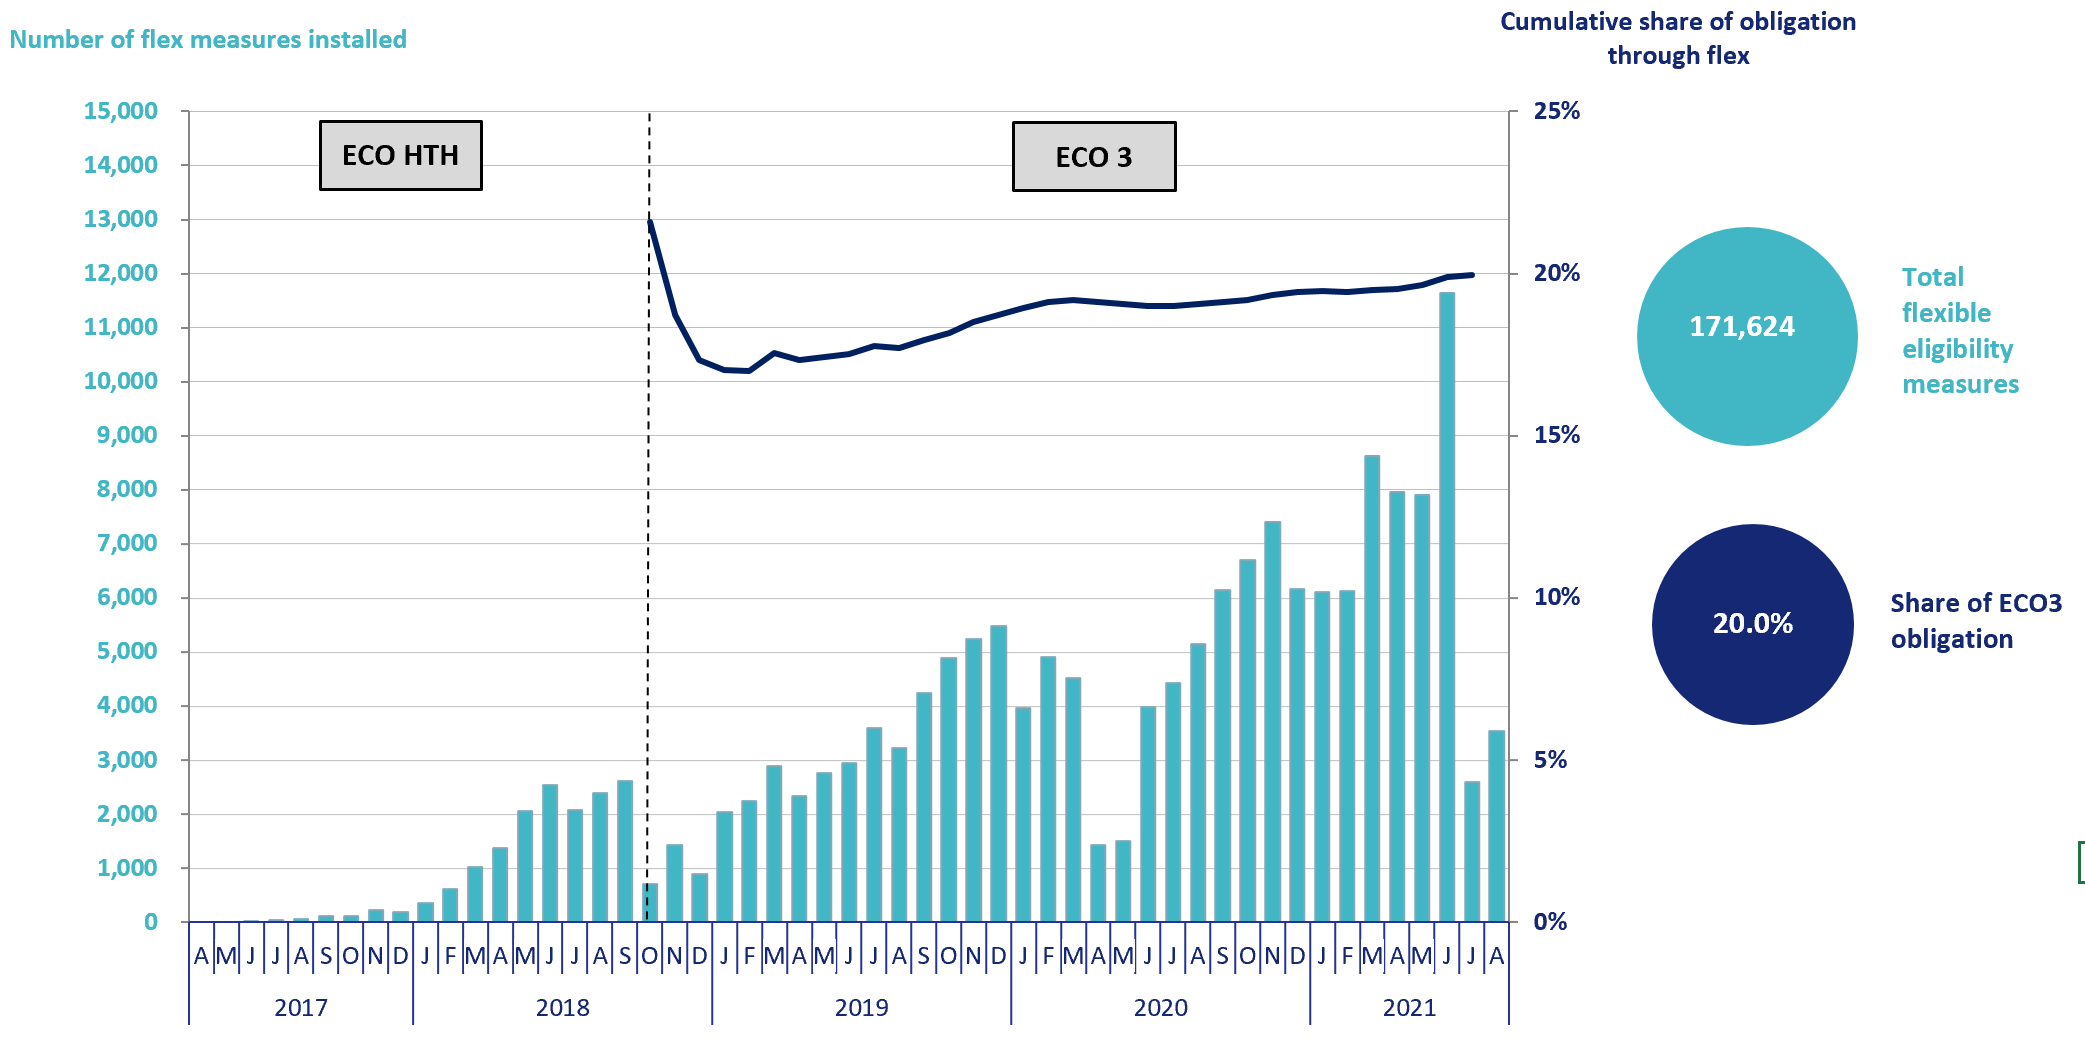 Number of flex measures installed
Cumulative share of obligation
through flex
15,000
14,000
13,000
12,000
11,000
10,000
9,000
8,000
7,000
6,000
5,000
4,000
3,000
2,000
1,000
0
ECO HTH
ECO 3
25%
20%
15%
10%
5%
0%
171,624
Total
flexible
eligibility
measures
20.0%
Share of ECO3
obligation
A M J J A S O N D J F M A M J J A S O N D J F M A M J J A S O N D J F M A M J J A S O N D J F M A M J J A
2017 2018 2019 2020 2021